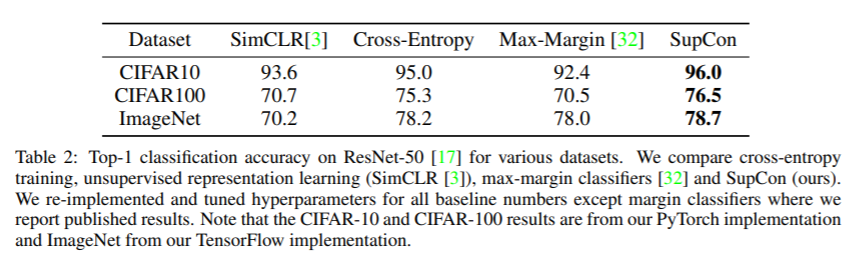 Dataset SimCLR[3] Cross-Entropy Max-Margin [32] SupCon
CIFAR10 93.6 95.0 92.4 96.0
CIFAR100 70.7 75.3 70.5 76.5
ImageNet 70.2 78.2 78.0 78.7
Table 2: Top-1 classification accuracy on ResNet-50 [17] for various datasets. We compare cross-entropy
training, unsupervised representation learning (SimCLR [3]), max-margin classifiers [32] and SupCon (ours).
We re-implemented and tuned hyperparameters for all baseline numbers except margin classifiers where we
report published results. Note that the CIFAR-10 and CIFAR-100 results are from our PyTorch implementation
and ImageNet from our TensorFlow implementation.